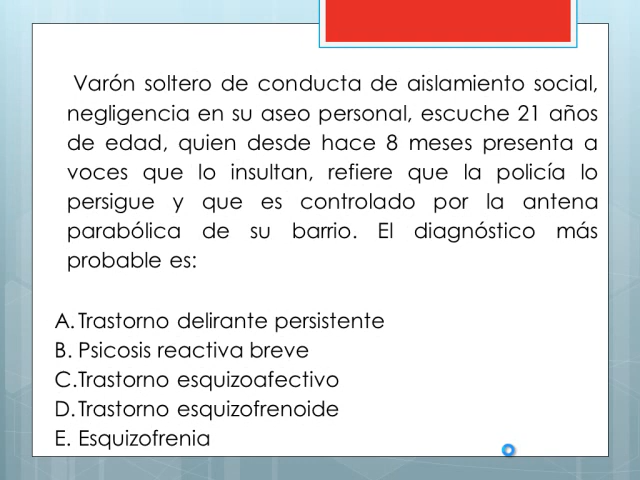 Varón soltero de conducta de aislamiento social,
negligencia en su aseo personal, escuche 21 años
de edad, quien desde hace 8 meses presenta a
voces que lo insultan, refiere que la policía lo
persigue y que es controlado por la antena
parabólica de su barrio. El diagnóstico más
probable es:
A. Trastorno delirante persistente
B. Psicosis reactiva breve
C. Trastorno esquizoafectivo
D. Trastorno esquizofrenoide
E. Esquizofrenia